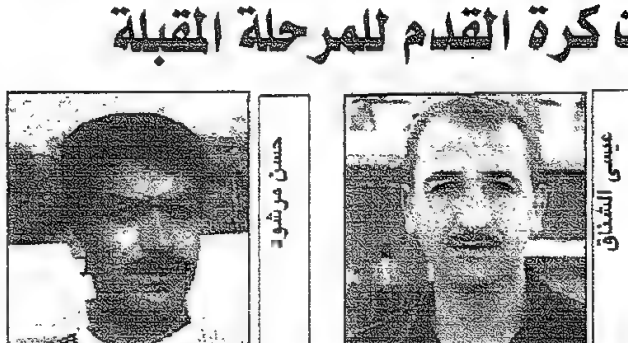 كرة القدم للمرحلة المقبلة
عيسى الشناق
حسن مرشود